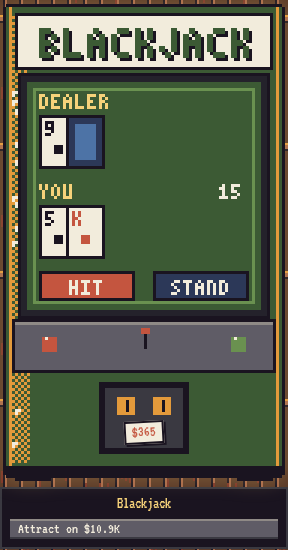 BLACKJACK
DEALER
9
YOU 15
5 K
HIT STAND
$365
Blackjack
Attract on $10.9K